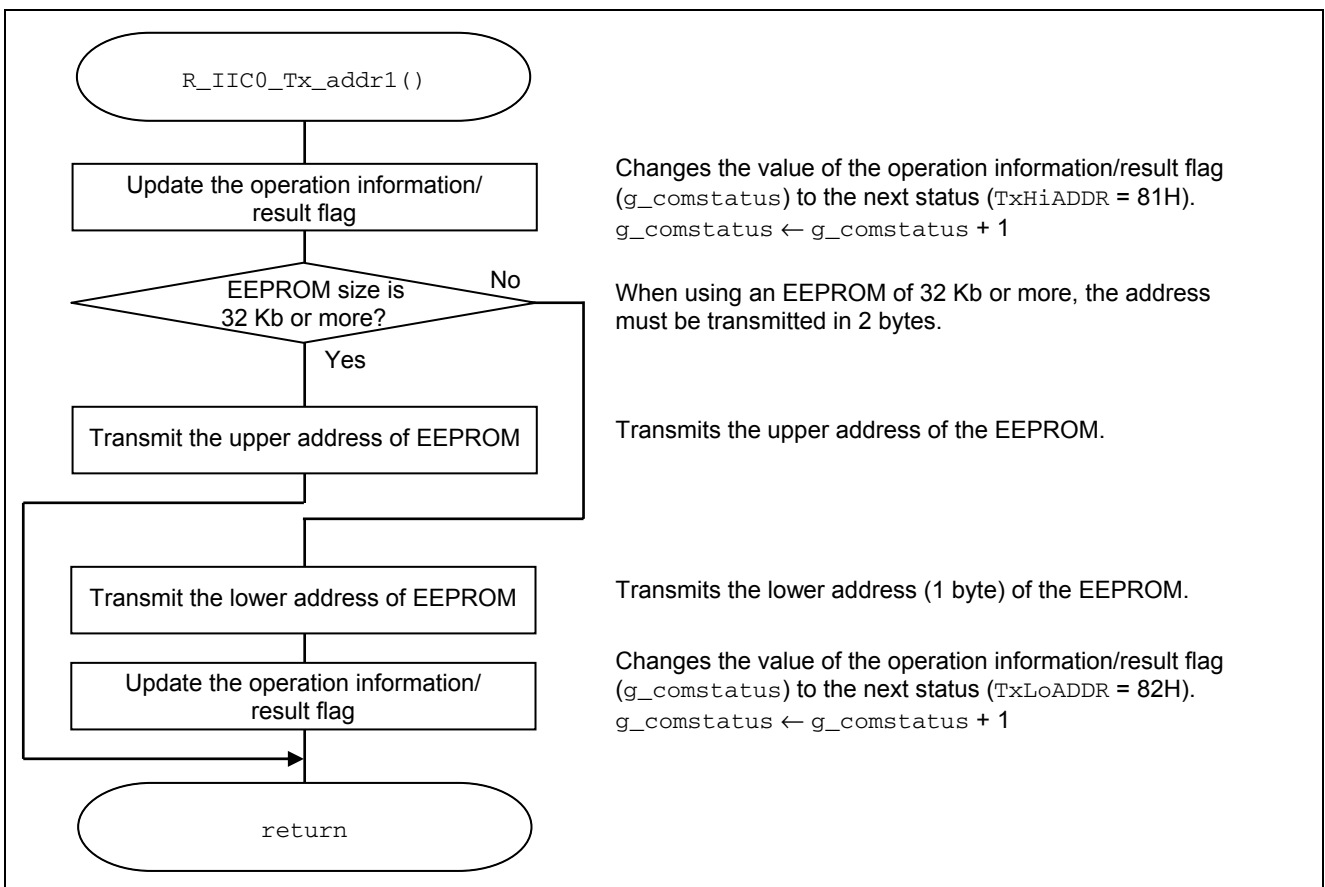 R_IIC0_Tx_addr1()
Update the operation information/
result flag
Changes the value of the operation information/result flag
(g_comstatus) to the next status (TxHiADDR = 81H).
g_comstatus ← g_comstatus + 1
EEPROM size is
32 Kb or more?
No
Yes
When using an EEPROM of 32 Kb or more, the address
must be transmitted in 2 bytes.
Transmit the upper address of EEPROM
Transmits the upper address of the EEPROM.
Transmit the lower address of EEPROM
Transmits the lower address (1 byte) of the EEPROM.
Update the operation information/
result flag
Changes the value of the operation information/result flag
(g_comstatus) to the next status (TxLoADDR = 82H).
g_comstatus ← g_comstatus + 1
return